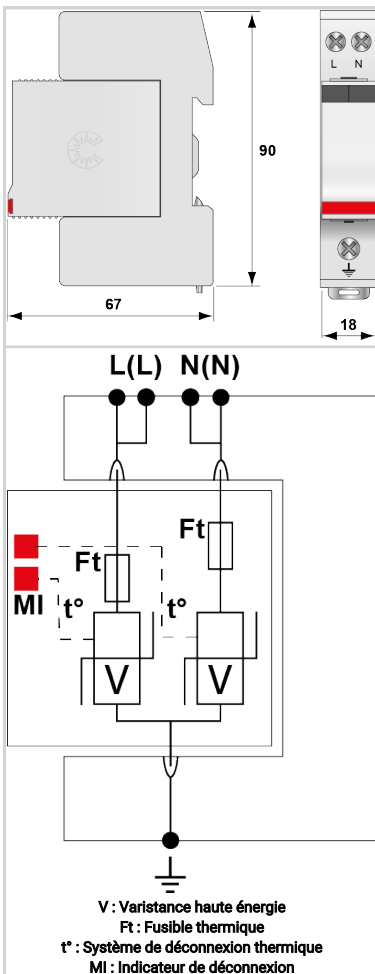 L N
90
67
18
L(L) N(N)
Ft
Ft
MI
t°
t°
V
V
V : Varistance haute énergie
Ft : Fusible thermique
t° : Système de déconnexion thermique
MI : Indicateur de déconnexion